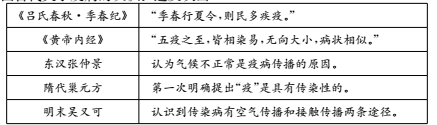 《吕氏春秋·季春纪》 “季春行夏令,则民多疾疫。”
《黄帝内经》 “五疫之至,皆相染易,无向大小,病状相似。”
东汉张仲景 认为气候不正常是疫病传播的原因。
隋代巢元方 第一次明确提出“疫”是具有传染性的。
明末吴又可 认识到传染病有空气传播和接触传播两条途径。